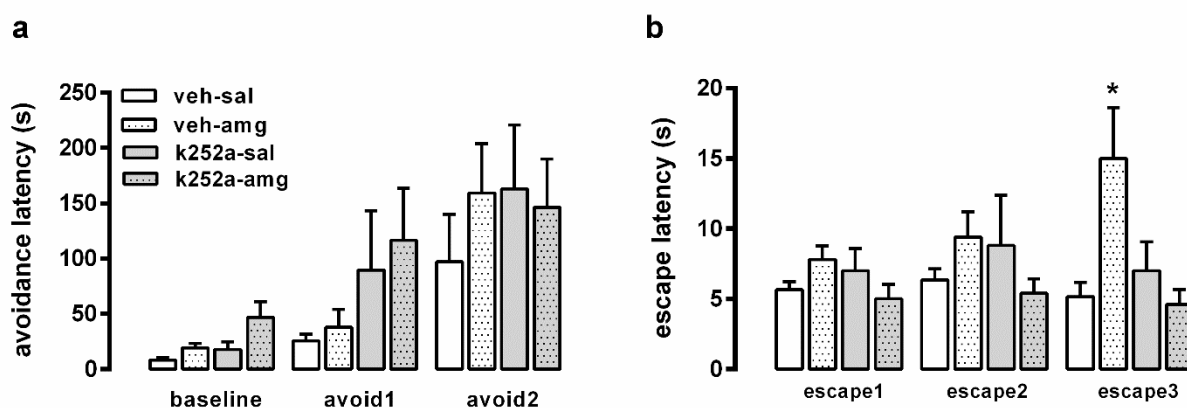 a
avoidance latency (s)
250
200
150
100
50
0
veh-sal
veh-amg
k252a-sal
k252a-amg
baseline avoid1 avoid2
b
escape latency (s)
20
15
10
5
0
*
escape1 escape2 escape3